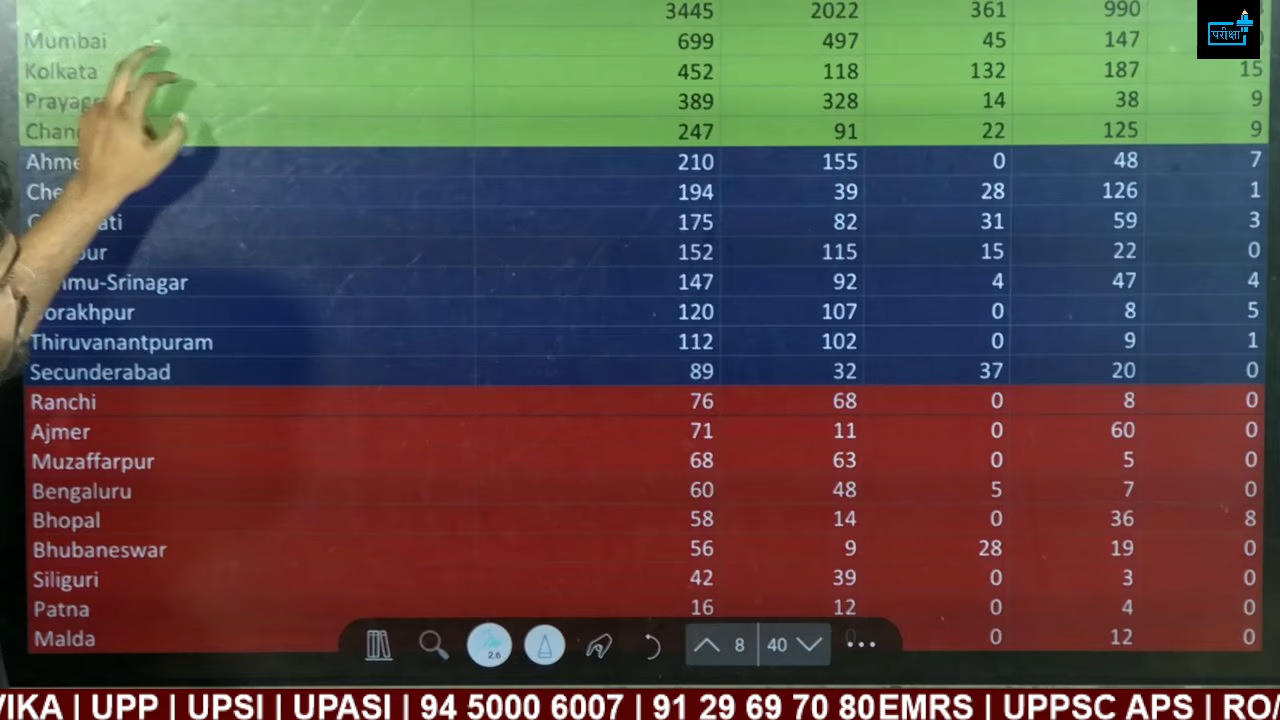 3445 2022 361 990
परीक्षा
Mumbai 699 497 45 147
Kolkata 452 118 132 187 15
389 328 14 38 9
247 91 22 125 9
210 155 0 48 7
194 39 28 126 1
175 82 31 59 3
152 115 15 22 0
Srinagar 147 92 4 47 4
120 107 0 8 5
Thiruvanantpuram 112 102 0 9 1
Secunderabad 89 32 37 20 0
Ranchi 76 68 0 8 0
Ajmer 71 11 0 60 0
Muzaffarpur 68 63 0 5 0
Bengaluru 60 48 5 7 0
Bhopal 58 14 0 36 8
Bhubaneswar 56 9 28 19 0
Siliguri 42 39 0 3 0
Patna 16 12 0 4 0
Malda 0 12 0
2.6 8 40
VIKA | UPP | UPSI | UPASI | 94 5000 6007 | 91 29 69 70 80 EMRS | UPPSC APS | RO/